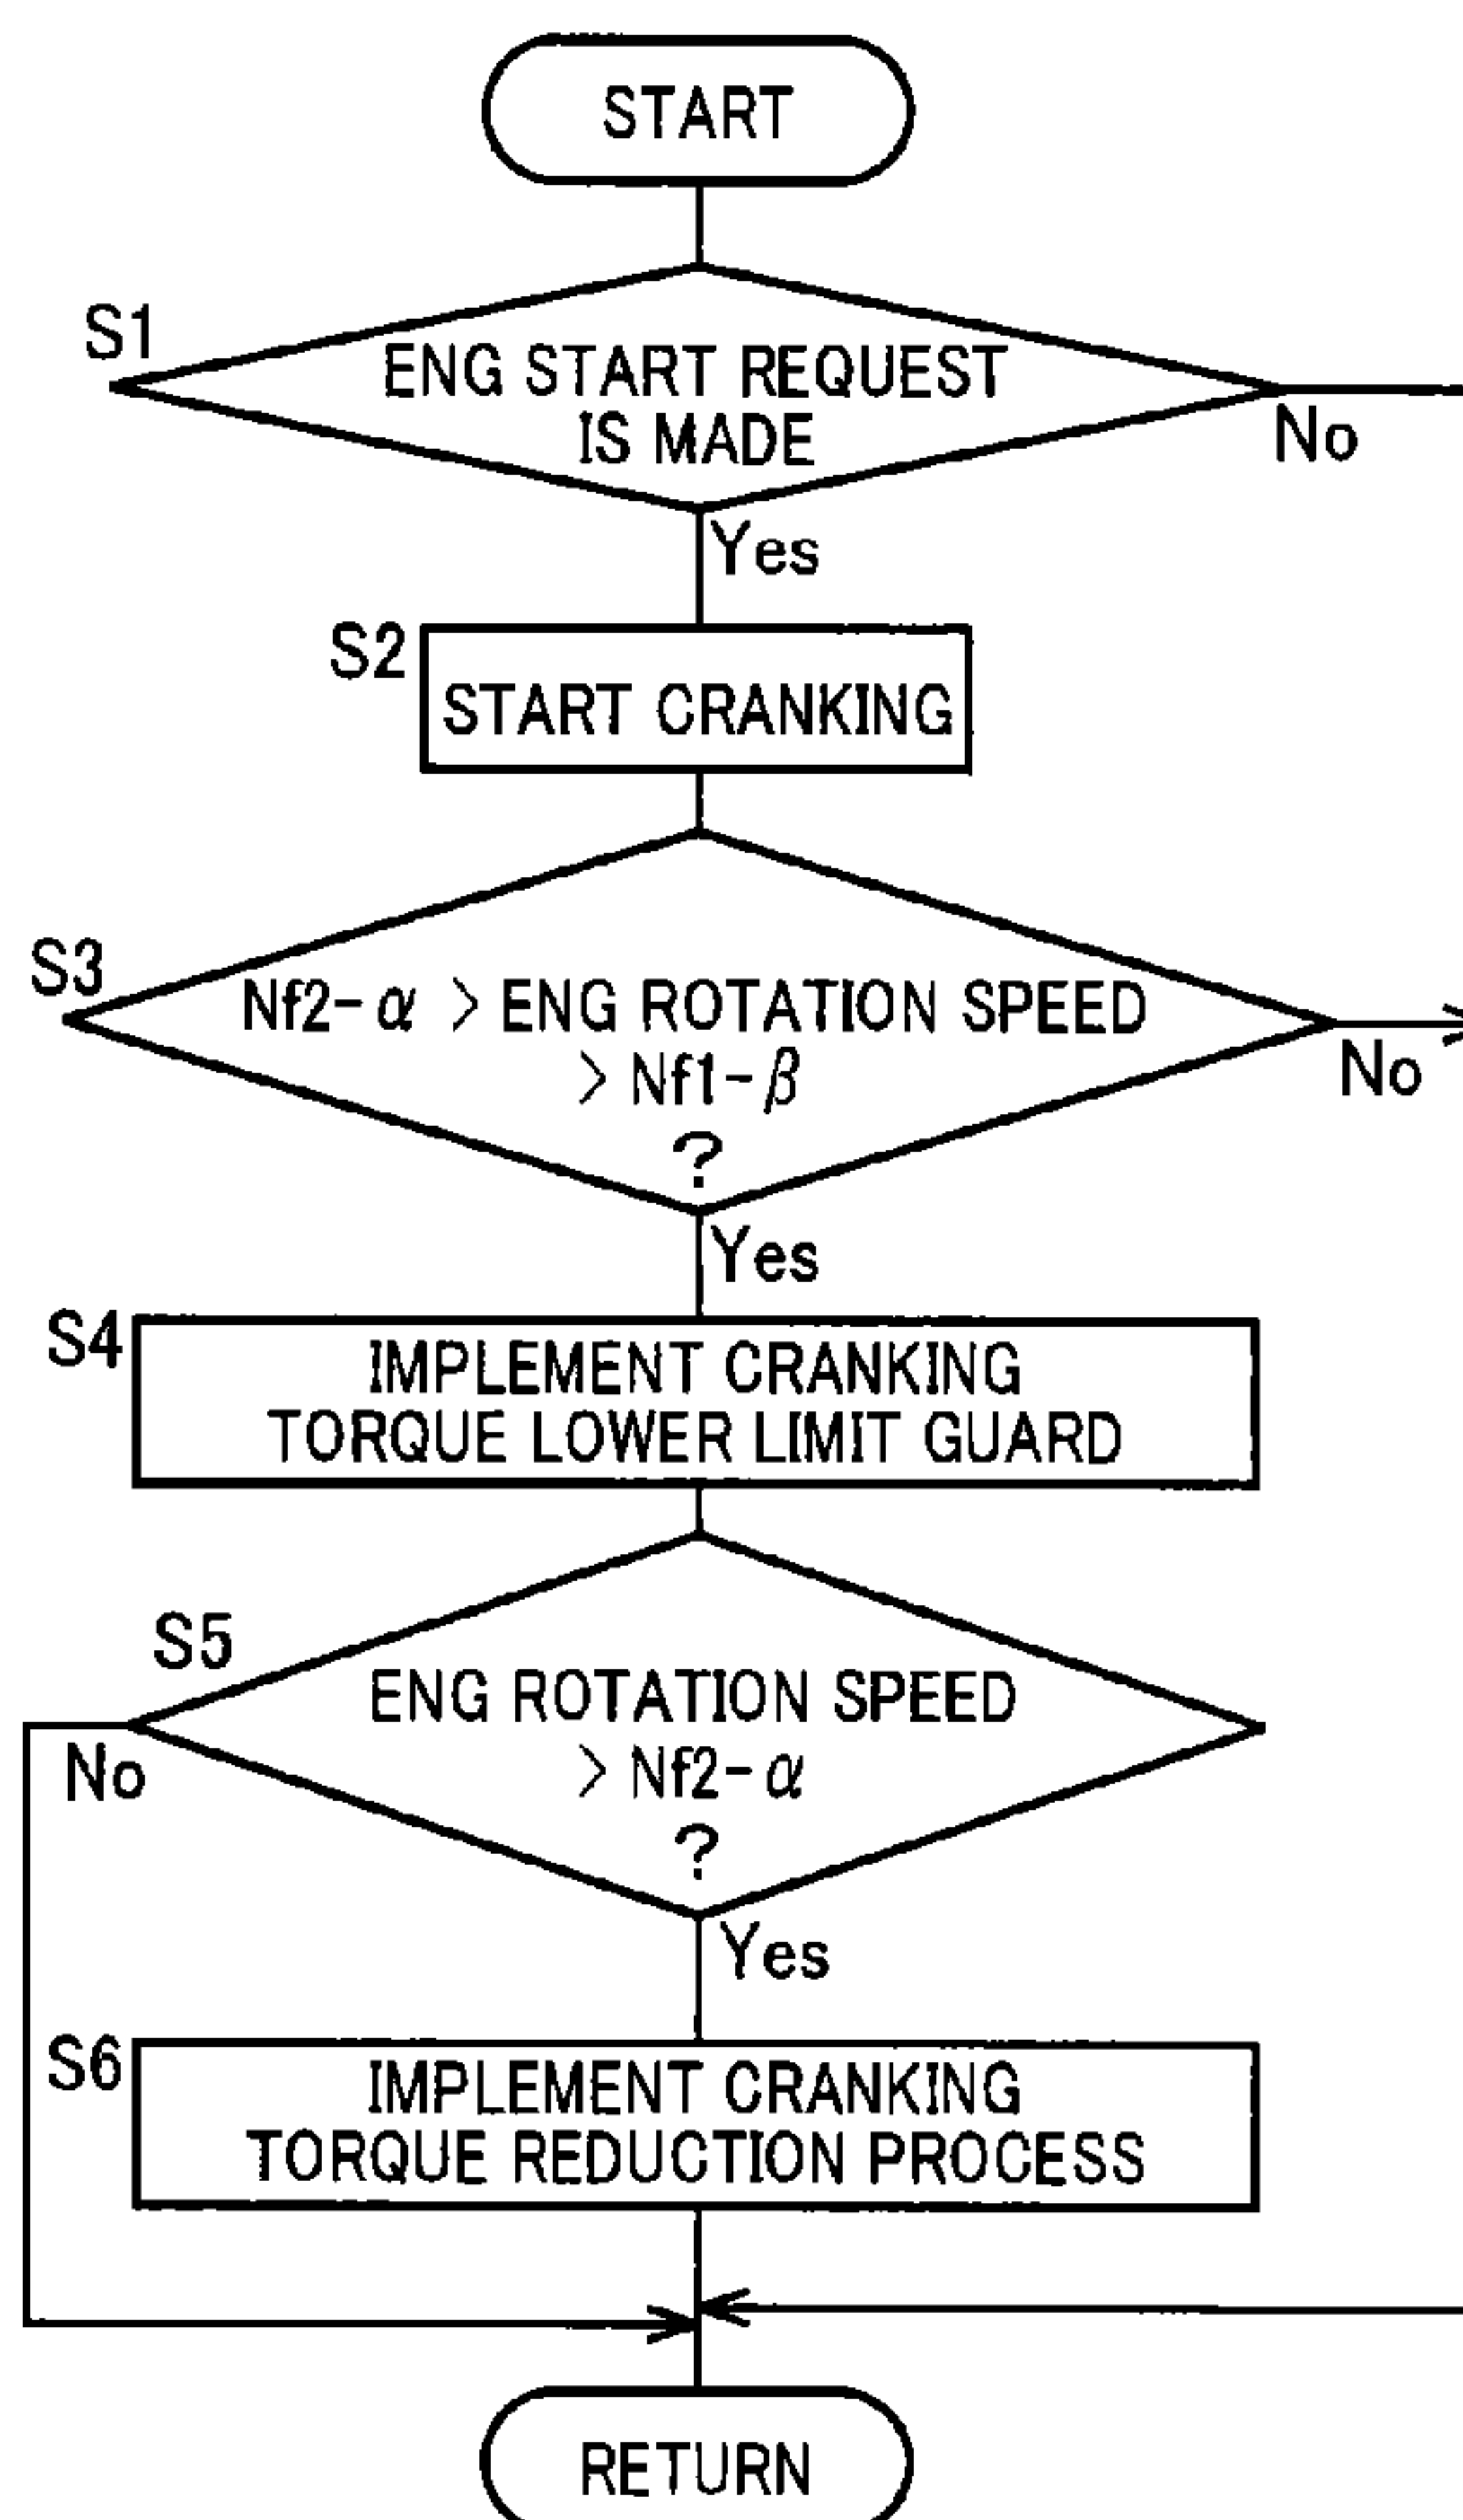 START
S1
ENG START REQUEST
IS MADE
No
Yes
S2
START CRANKING
S3
Nf2-α > ENG ROTATION SPEED
> Nf1-β
?
No
Yes
S4
IMPLEMENT CRANKING
TORQUE LOWER LIMIT GUARD
S5
ENG ROTATION SPEED
> Nf2-α
?
No
Yes
S6
IMPLEMENT CRANKING
TORQUE REDUCTION PROCESS
RETURN